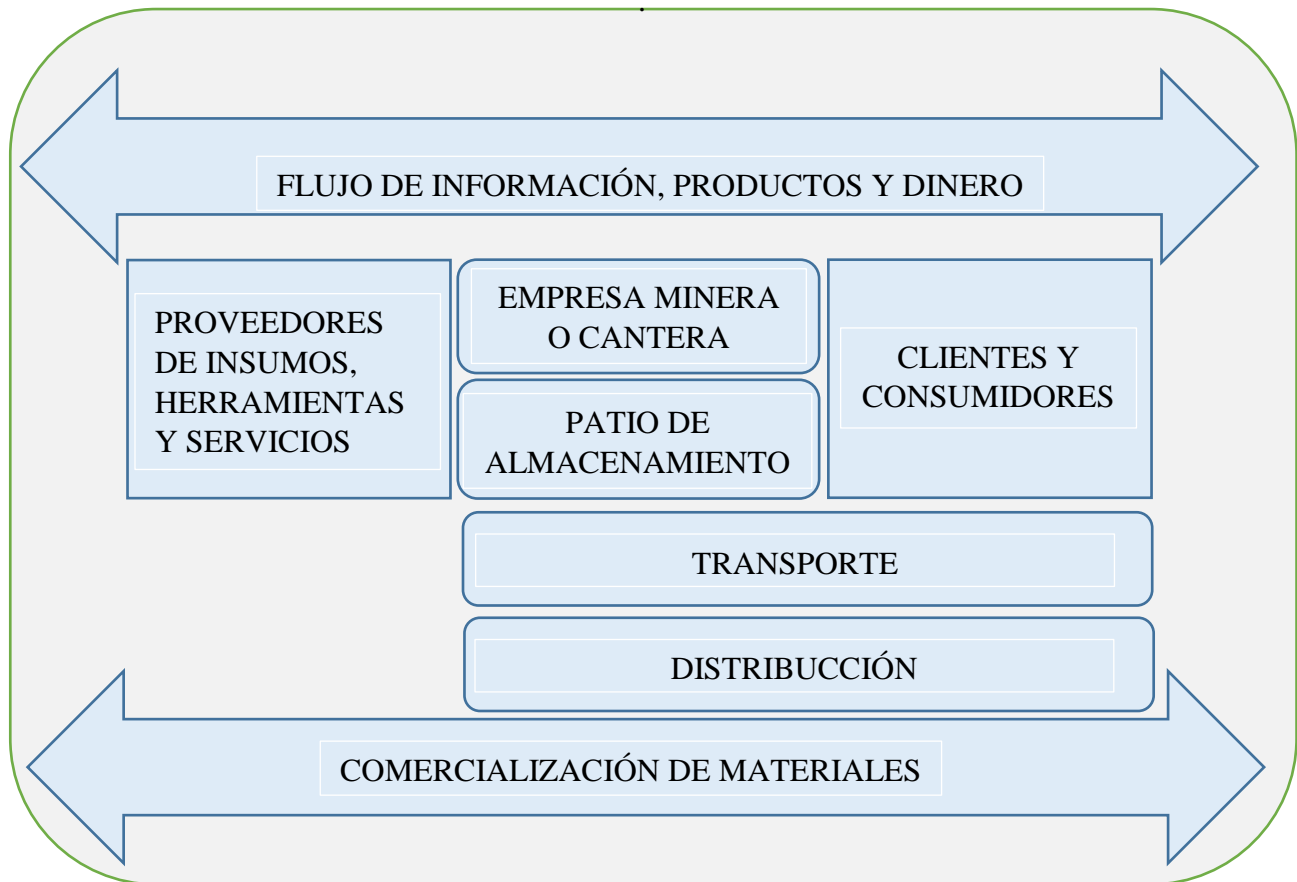 FLUJO DE INFORMACIÓN, PRODUCTOS Y DINERO
PROVEEDORES
DE INSUMOS,
HERRAMIENTAS
Y SERVICIOS
EMPRESA MINERA
O CANTERA
PATIO DE
ALMACENAMIENTO
CLIENTES Y
CONSUMIDORES
TRANSPORTE
DISTRIBUCCIÓN
COMERCIALIZACIÓN DE MATERIALES